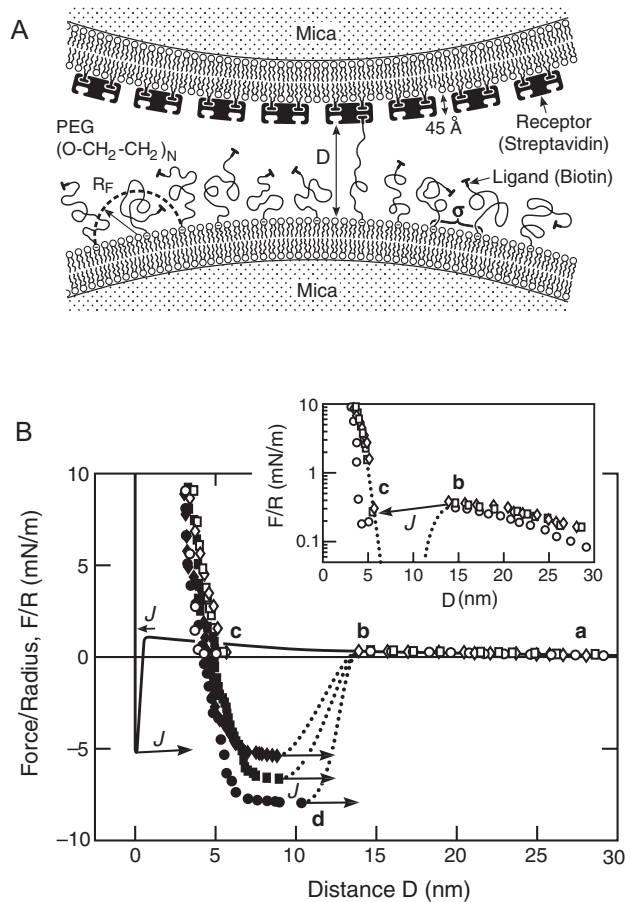 A
Mica
PEG
(O-CH2-CH2)N
RF
D
45 Å
Receptor
(Streptavidin)
Ligand (Biotin)
σ
Mica
B
10
5
0
–5
–10
Force/Radius, F/R (mN/m)
0
5
10
15
20
25
30
Distance D (nm)
J
J
c
b
a
J
d
10
1
0.1
F/R (mN/m)
c
b
J
0
5
10
15
20
25
30
D (nm)